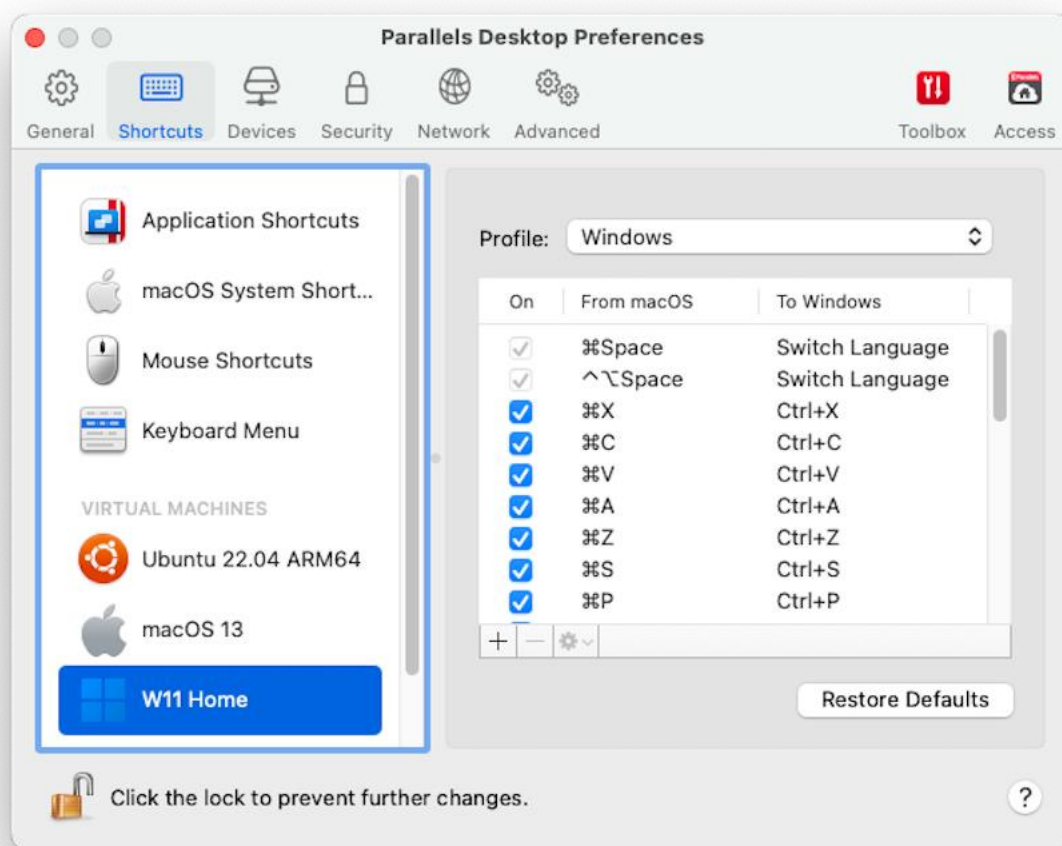 Parallels Desktop Preferences
General Shortcuts Devices Security Network Advanced Toolbox Access
Application Shortcuts
macOS System Short...
Mouse Shortcuts
Keyboard Menu
VIRTUAL MACHINES
Ubuntu 22.04 ARM64
macOS 13
W11 Home
Profile: Windows
On From macOS To Windows
⌘Space Switch Language
^⌥Space Switch Language
⌘X Ctrl+X
⌘C Ctrl+C
⌘V Ctrl+V
⌘A Ctrl+A
⌘Z Ctrl+Z
⌘S Ctrl+S
⌘P Ctrl+P
Restore Defaults
Click the lock to prevent further changes.
?